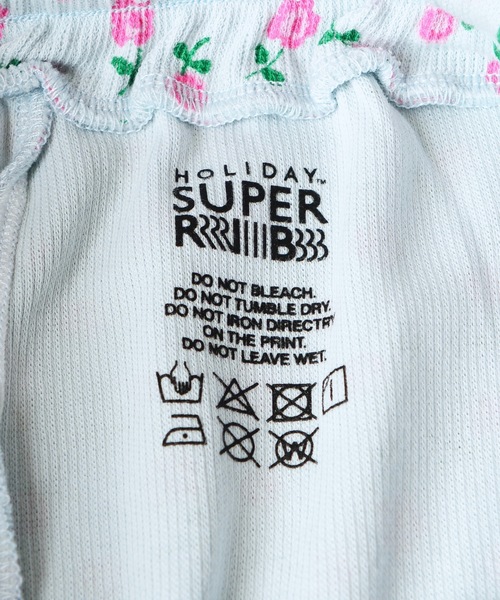 HOLIDAY™
SUPER
RIB
DO NOT BLEACH.
DO NOT TUMBLE DRY.
DO NOT IRON DIRECTRY
ON THE PRINT.
DO NOT LEAVE WET.
W